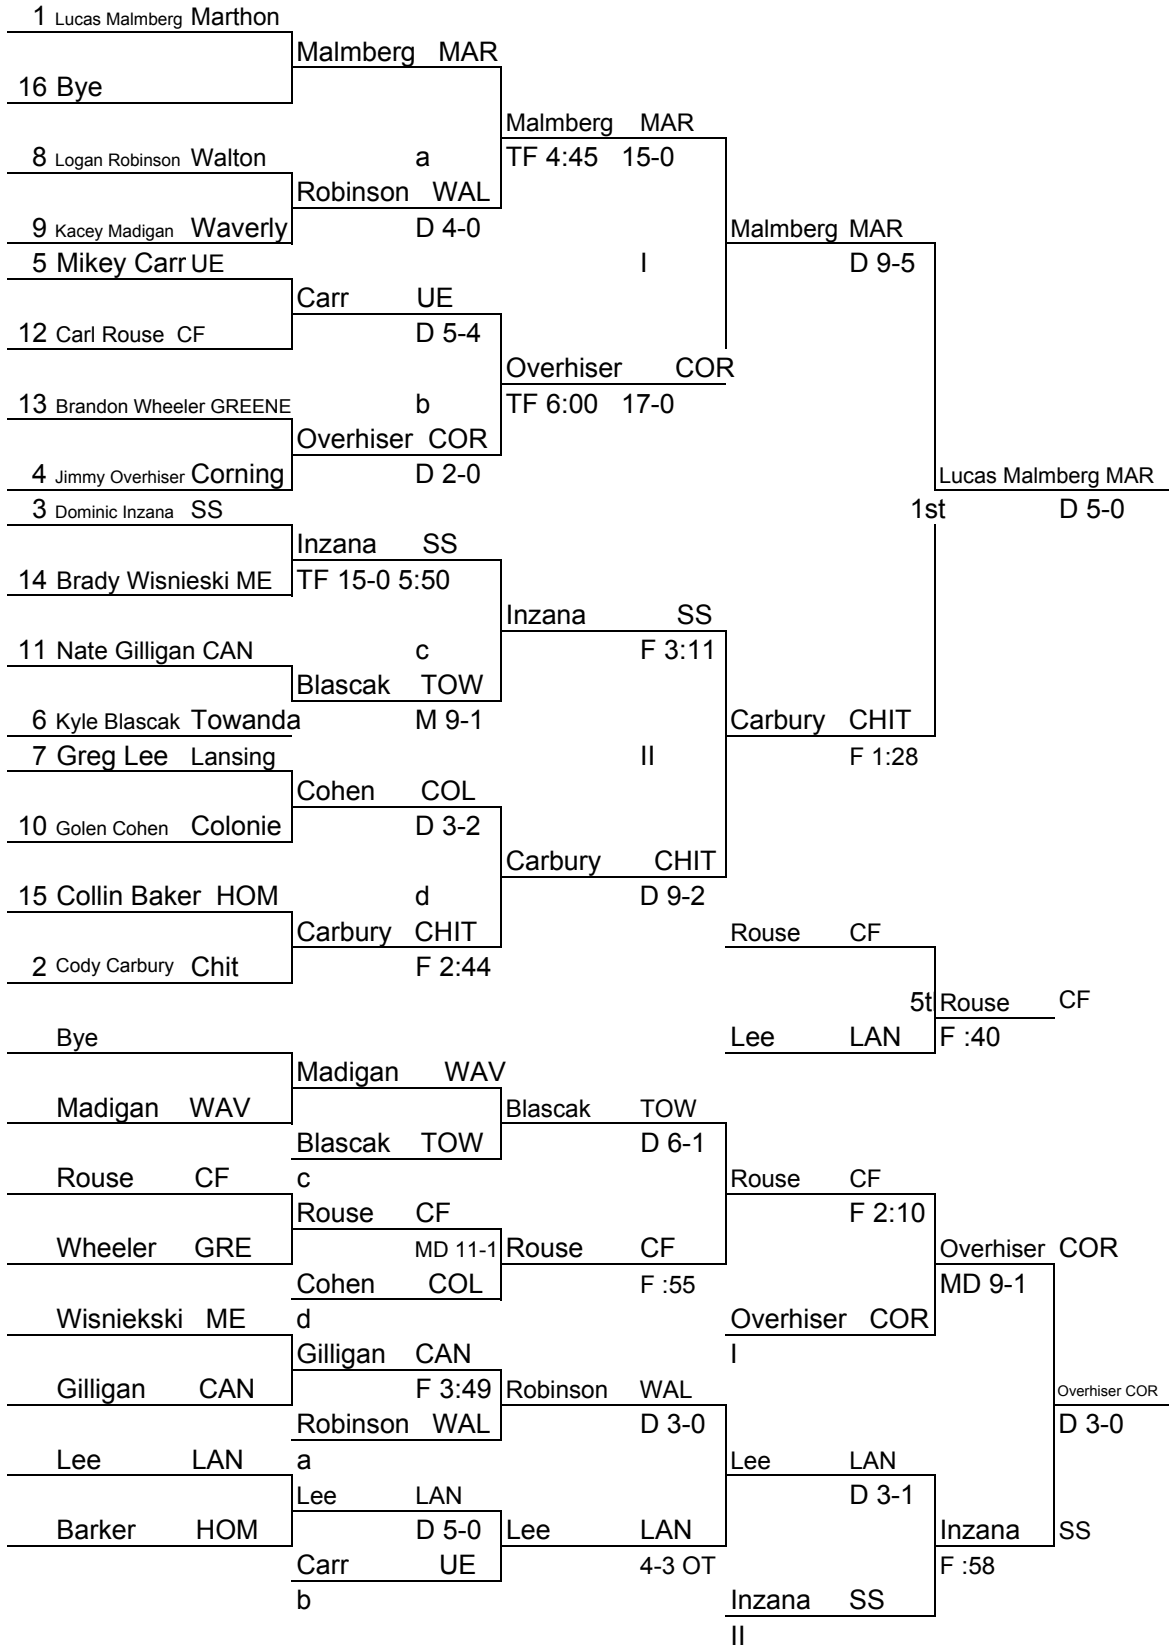 1 Lucas Malmberg Marthon
Malmberg MAR
16 Bye
Malmberg MAR
8 Logan Robinson Walton a TF 4:45 15-0
Robinson WAL
9 Kacey Madigan Waverly D 4-0 Malmberg MAR
5 Mikey Carr UE I D 9-5
Carr UE
12 Carl Rouse CF D 5-4
Overhiser COR
13 Brandon Wheeler GREENE b TF 6:00 17-0
Overhiser COR
4 Jimmy Overhiser Corning D 2-0 Lucas Malmberg MAR
3 Dominic Inzana SS 1st D 5-0
Inzana SS
14 Brady Wisnieski ME TF 15-0 5:50
Inzana SS
11 Nate Gilligan CAN c F 3:11
Blascak TOW
6 Kyle Blascak Towanda M 9-1 Carbury CHIT
7 Greg Lee Lansing II F 1:28
Cohen COL
10 Golen Cohen Colonie D 3-2
Carbury CHIT
15 Collin Baker HOM d D 9-2
Carbury CHIT Rouse CF
2 Cody Carbury Chit F 2:44
5t Rouse CF
Bye Lee LAN F :40
Madigan WAV
Madigan WAV Blascak TOW
Blascak TOW D 6-1
Rouse CF c Rouse CF
Rouse CF F 2:10
Wheeler GRE MD 11-1 Rouse CF Overhiser COR
Cohen COL F :55 MD 9-1
Wisniekski ME d Overhiser COR
Gilligan CAN I
Gilligan CAN F 3:49 Robinson WAL Overhiser COR
Robinson WAL D 3-0 D 3-0
Lee LAN a Lee LAN
Lee LAN D 3-1
Barker HOM D 5-0 Lee LAN Inzana SS
Carr UE 4-3 OT F :58
b Inzana SS
II